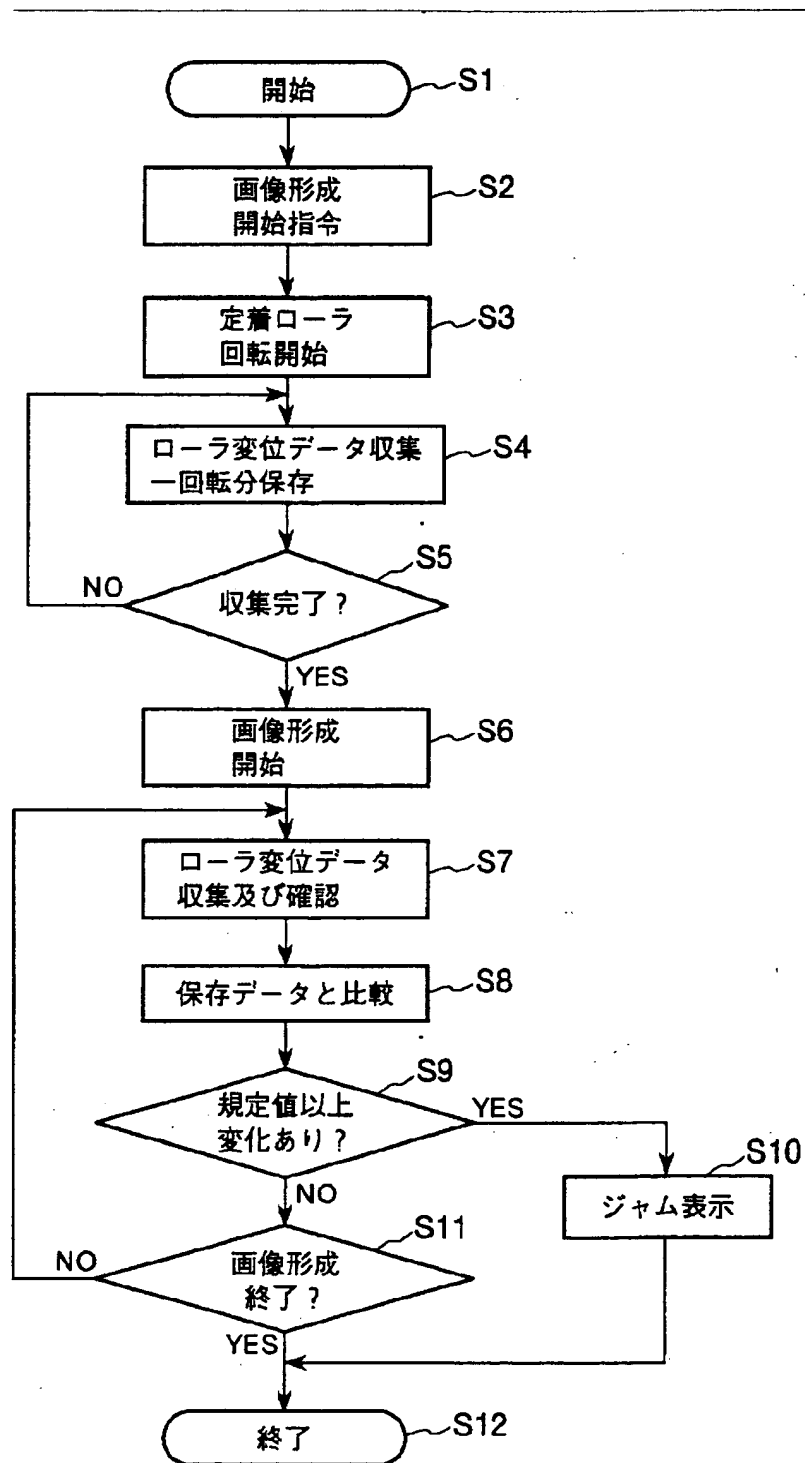 開始
S1
画像形成
開始指令
S2
定着ローラ
回転開始
S3
ローラ変位データ収集
一回転分保存
S4
S5
NO
収集完了？
YES
画像形成
開始
S6
ローラ変位データ
収集及び確認
S7
保存データと比較
S8
S9
規定値以上
変化あり？
YES
S10
ジャム表示
NO
S11
NO
画像形成
終了？
YES
終了
S12